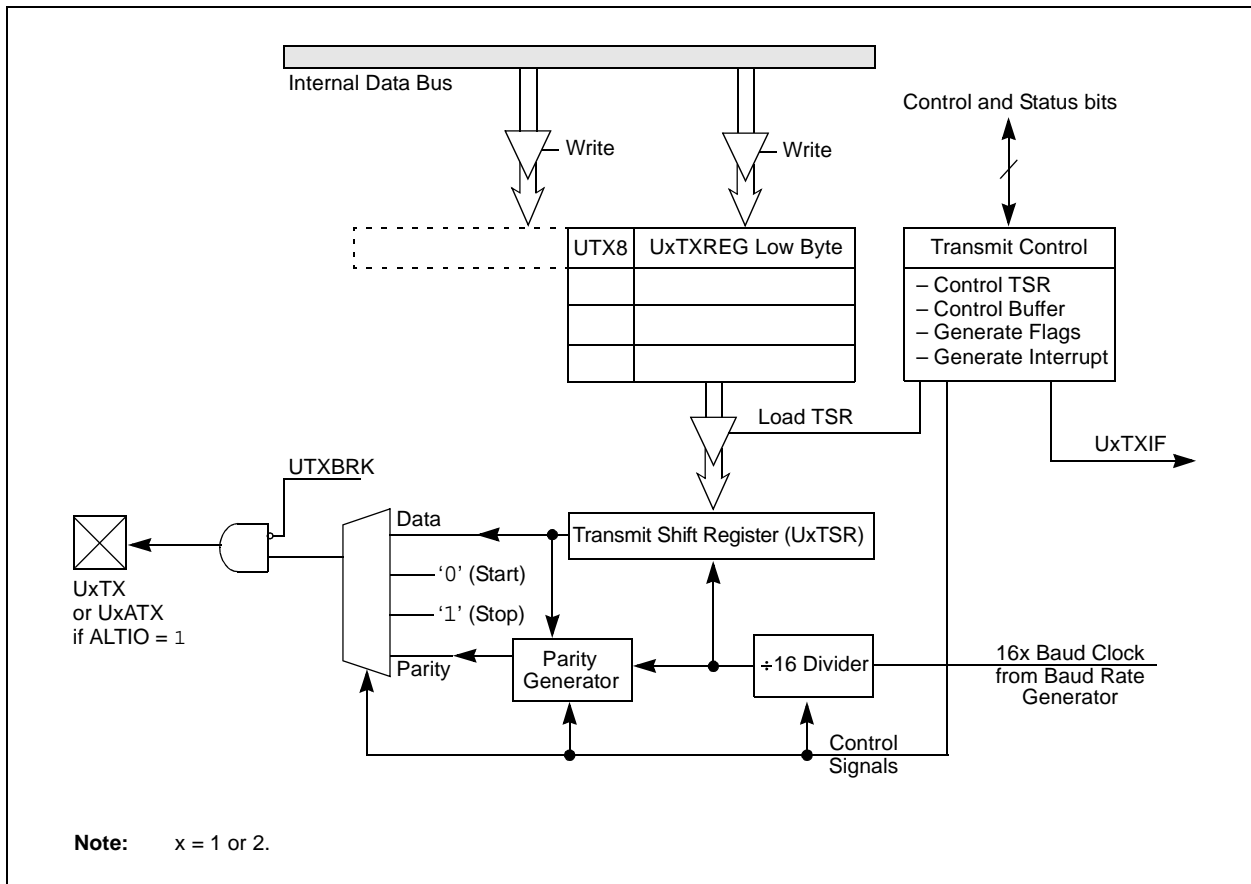 Internal Data Bus
Control and Status bits
Write
Write
UTX8
UxTXREG Low Byte
Transmit Control
– Control TSR
– Control Buffer
– Generate Flags
– Generate Interrupt
Load TSR
UxTXIF
UTXBRK
Data
Transmit Shift Register (UxTSR)
‘0’ (Start)
‘1’ (Stop)
UxTX
or UxATX
if ALTIO = 1
Parity
Parity
Generator
÷16 Divider
16x Baud Clock
from Baud Rate
Generator
Control
Signals
Note: x = 1 or 2.